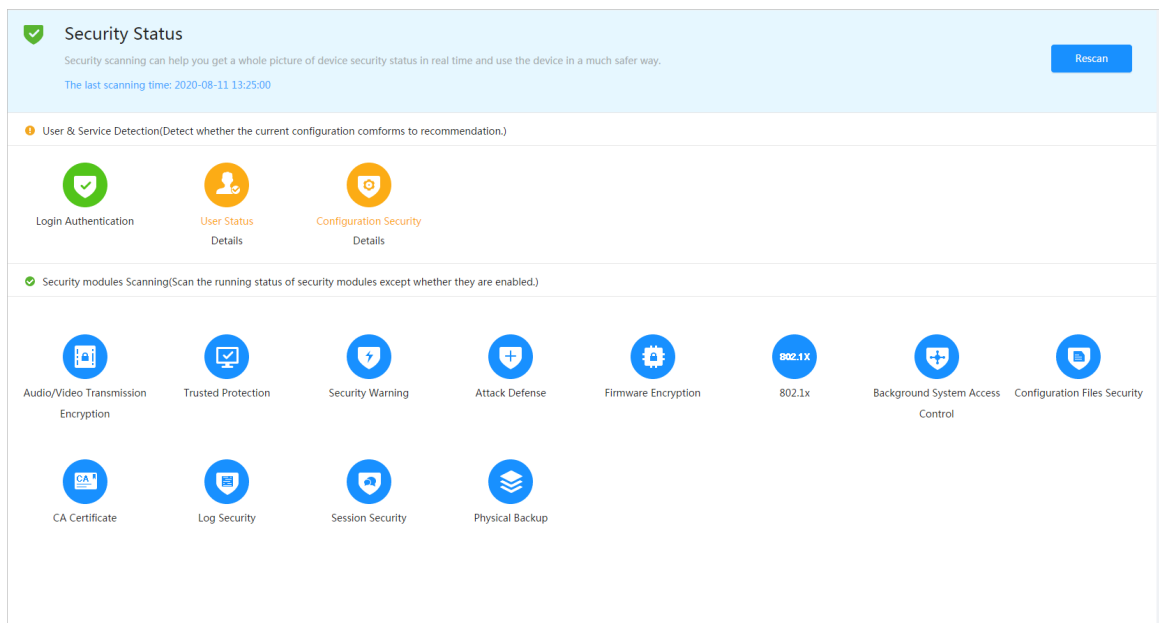 Security Status
Security scanning can help you get a whole picture of device security status in real time and use the device in a much safer way.
Rescan
The last scanning time: 2020-08-11 13:25:00
User & Service Detection(Detect whether the current configuration comforms to recommendation.)
Login Authentication
User Status
Configuration Security
Details
Details
Security modules Scanning(Scan the running status of security modules except whether they are enabled.)
802.1X
Audio/Video Transmission
Encryption
Trusted Protection
Security Warning
Attack Defense
Firmware Encryption
802.1x
Background System Access
Control
Configuration Files Security
CA
CA Certificate
Log Security
Session Security
Physical Backup